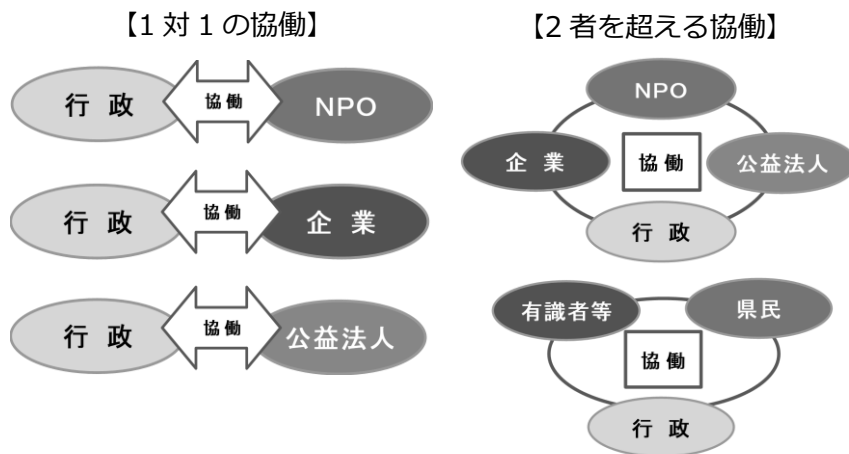 【1 対 1 の協働】
行 政
協 働
NPO
行 政
協 働
企 業
行 政
協 働
公益法人
【2 者を超える協働】
NPO
企 業
協 働
公益法人
行 政
有識者等
県民
協 働
行 政